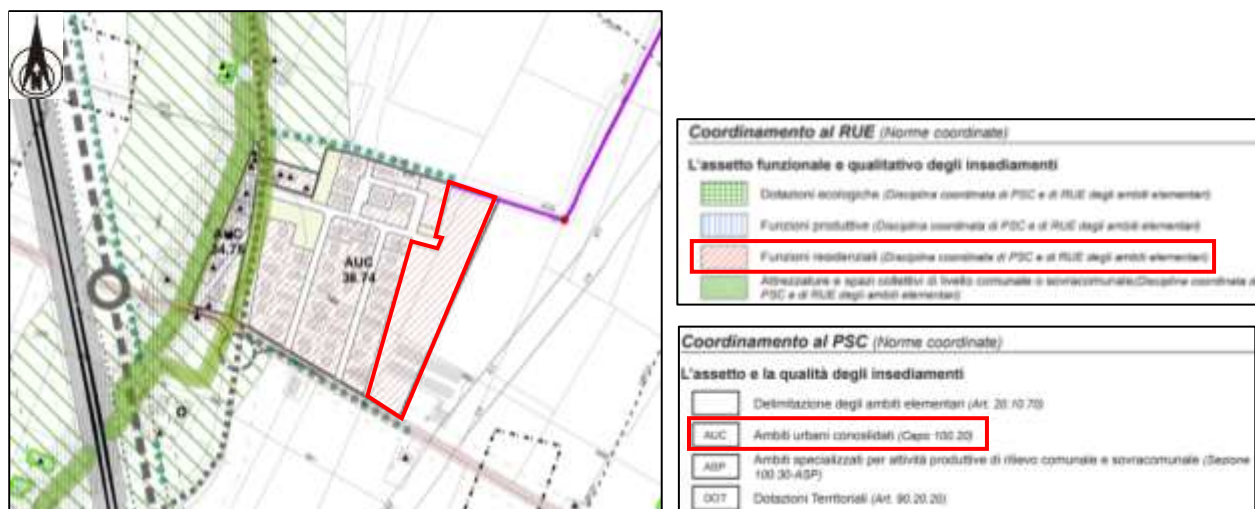 AUC
AUC
38.74
Coordinamento al RUE (Norme coordinate)
L'assetto funzionale e qualitativo degli insediamenti
Dotazioni ecologiche (Disciplina coordinata di PSC e di RUE degli ambiti elementari)
Funzioni produttive (Disciplina coordinata di PSC e di RUE degli ambiti elementari)
Funzioni residenziali (Disciplina coordinata di PSC e di RUE degli ambiti elementari)
Attrezzature e spazi collettivi di livello comunale o sovracomunale (Disciplina coordinata di
PSC e di RUE degli ambiti elementari)
Coordinamento al PSC (Norme coordinate)
L'assetto e la qualità degli insediamenti
Delimitazione degli ambiti elementari (Art. 20.10.70)
AUC Ambiti urbani conoslidati (Capo 100.20)
ASP Ambiti specializzati per attività produttive di rilievo comunale e sovracomunale (Sezione
100.30-ASP)
DOT Dotazioni Territoriali (Art. 90.20.20)